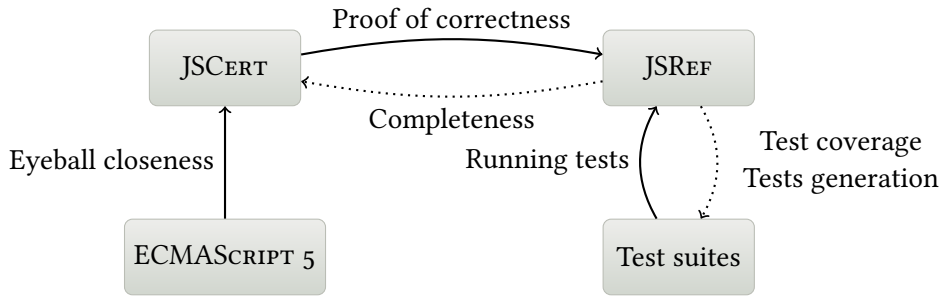 Proof of correctness
JSCert
JSRef
Completeness
Eyeball closeness
Running tests
Test coverage
Tests generation
ECMAScript 5
Test suites